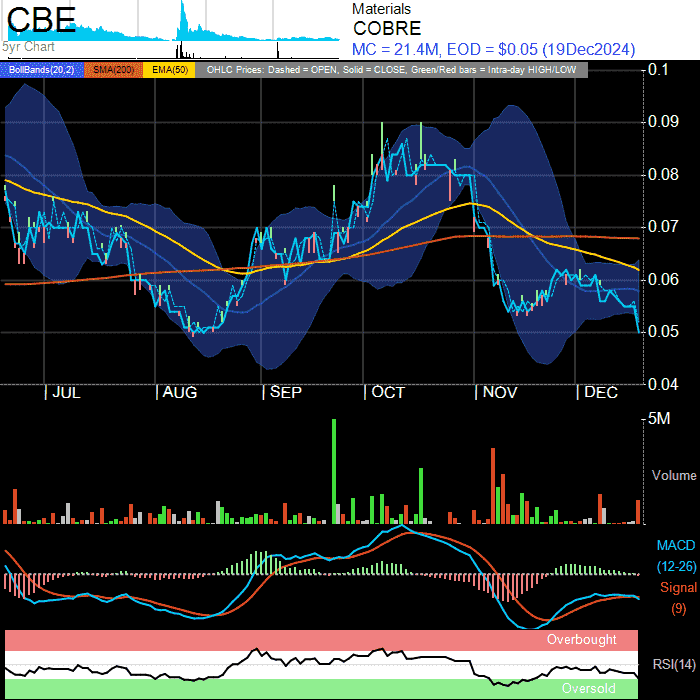 CBE
5yr Chart
Materials
COBRE
MC = 21.4M, EOD = $0.05 (19Dec2024)
BollBands(20,2) SMA(200) EMA(50) OHLC Prices: Dashed = OPEN, Solid = CLOSE, Green/Red bars = Intra-day HIGH/LOW
0.1
0.09
0.08
0.07
0.06
0.05
0.04
| JUL | AUG | SEP | OCT | NOV | DEC
5M
Volume
MACD
(12-26)
Signal
(9)
Overbought
RSI(14)
Oversold